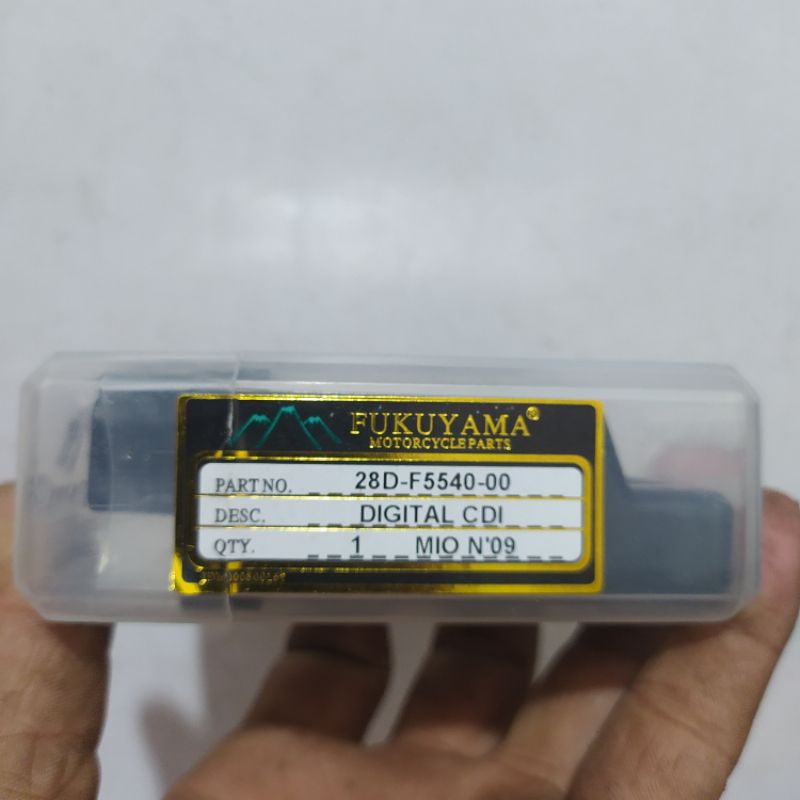 FUKUYAMA®
MOTORCYCLE PARTS
PART NO. 28D-F5540-00
DESC. DIGITAL CDI
QTY. 1 MIO N'09